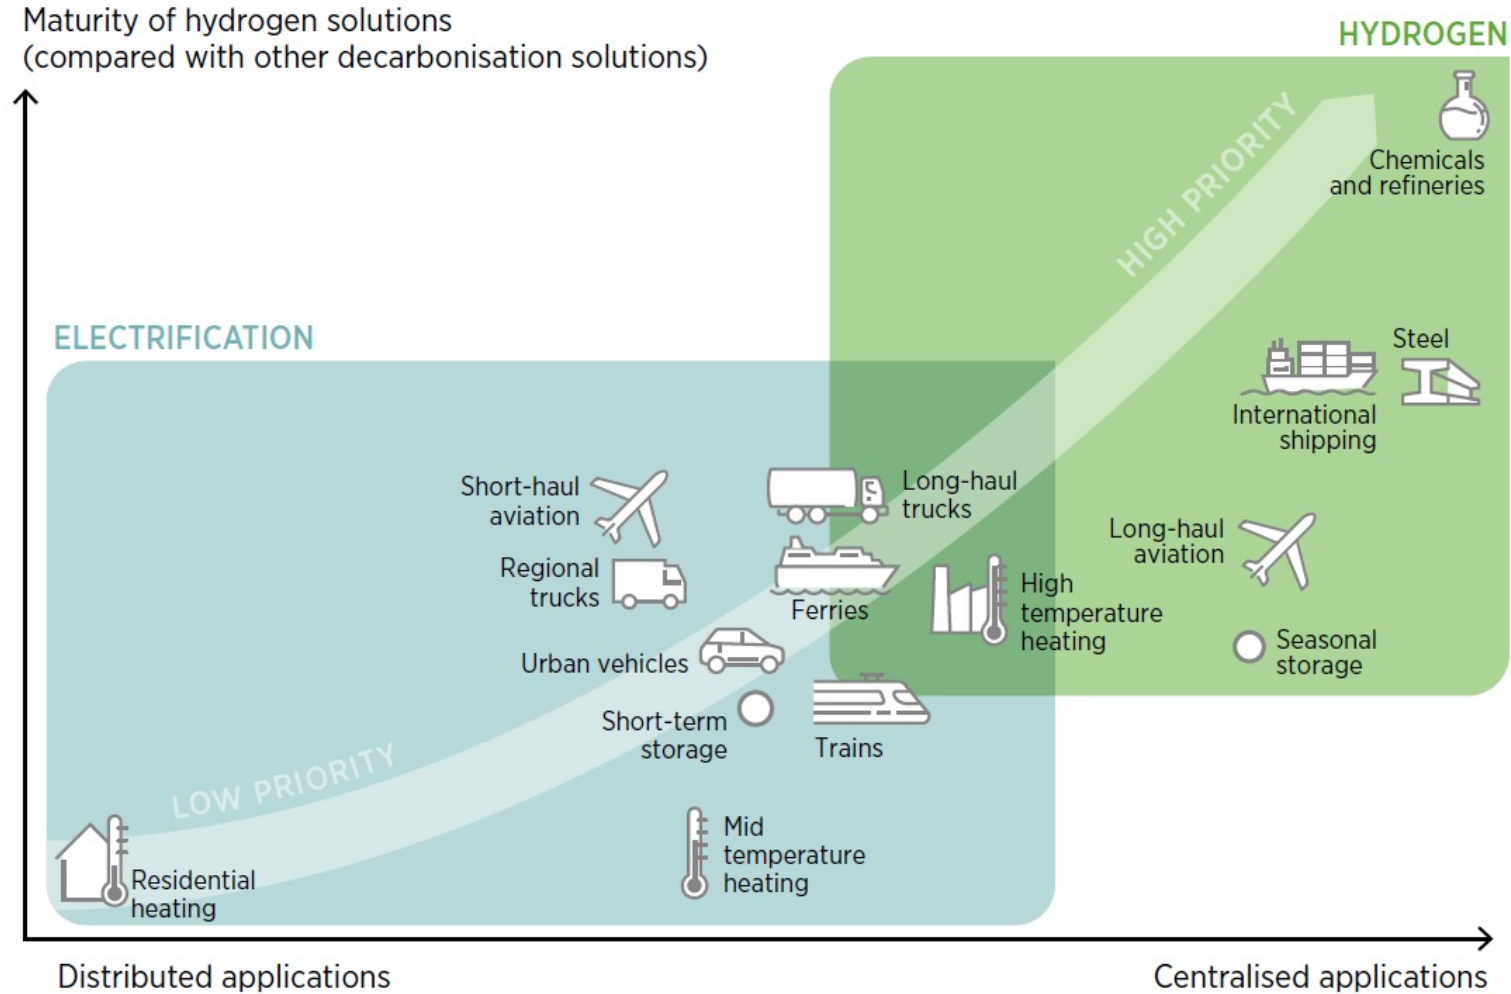 Maturity of hydrogen solutions
(compared with other decarbonisation solutions)
HYDROGEN
HIGH PRIORITY
Chemicals
and refineries
ELECTRIFICATION
Steel
International
shipping
Short-haul
aviation
Long-haul
trucks
Long-haul
aviation
Regional
trucks
Ferries
High
temperature
heating
Urban vehicles
Seasonal
storage
Short-term
storage
Trains
LOW PRIORITY
Mid
temperature
heating
Residential
heating
Distributed applications
Centralised applications